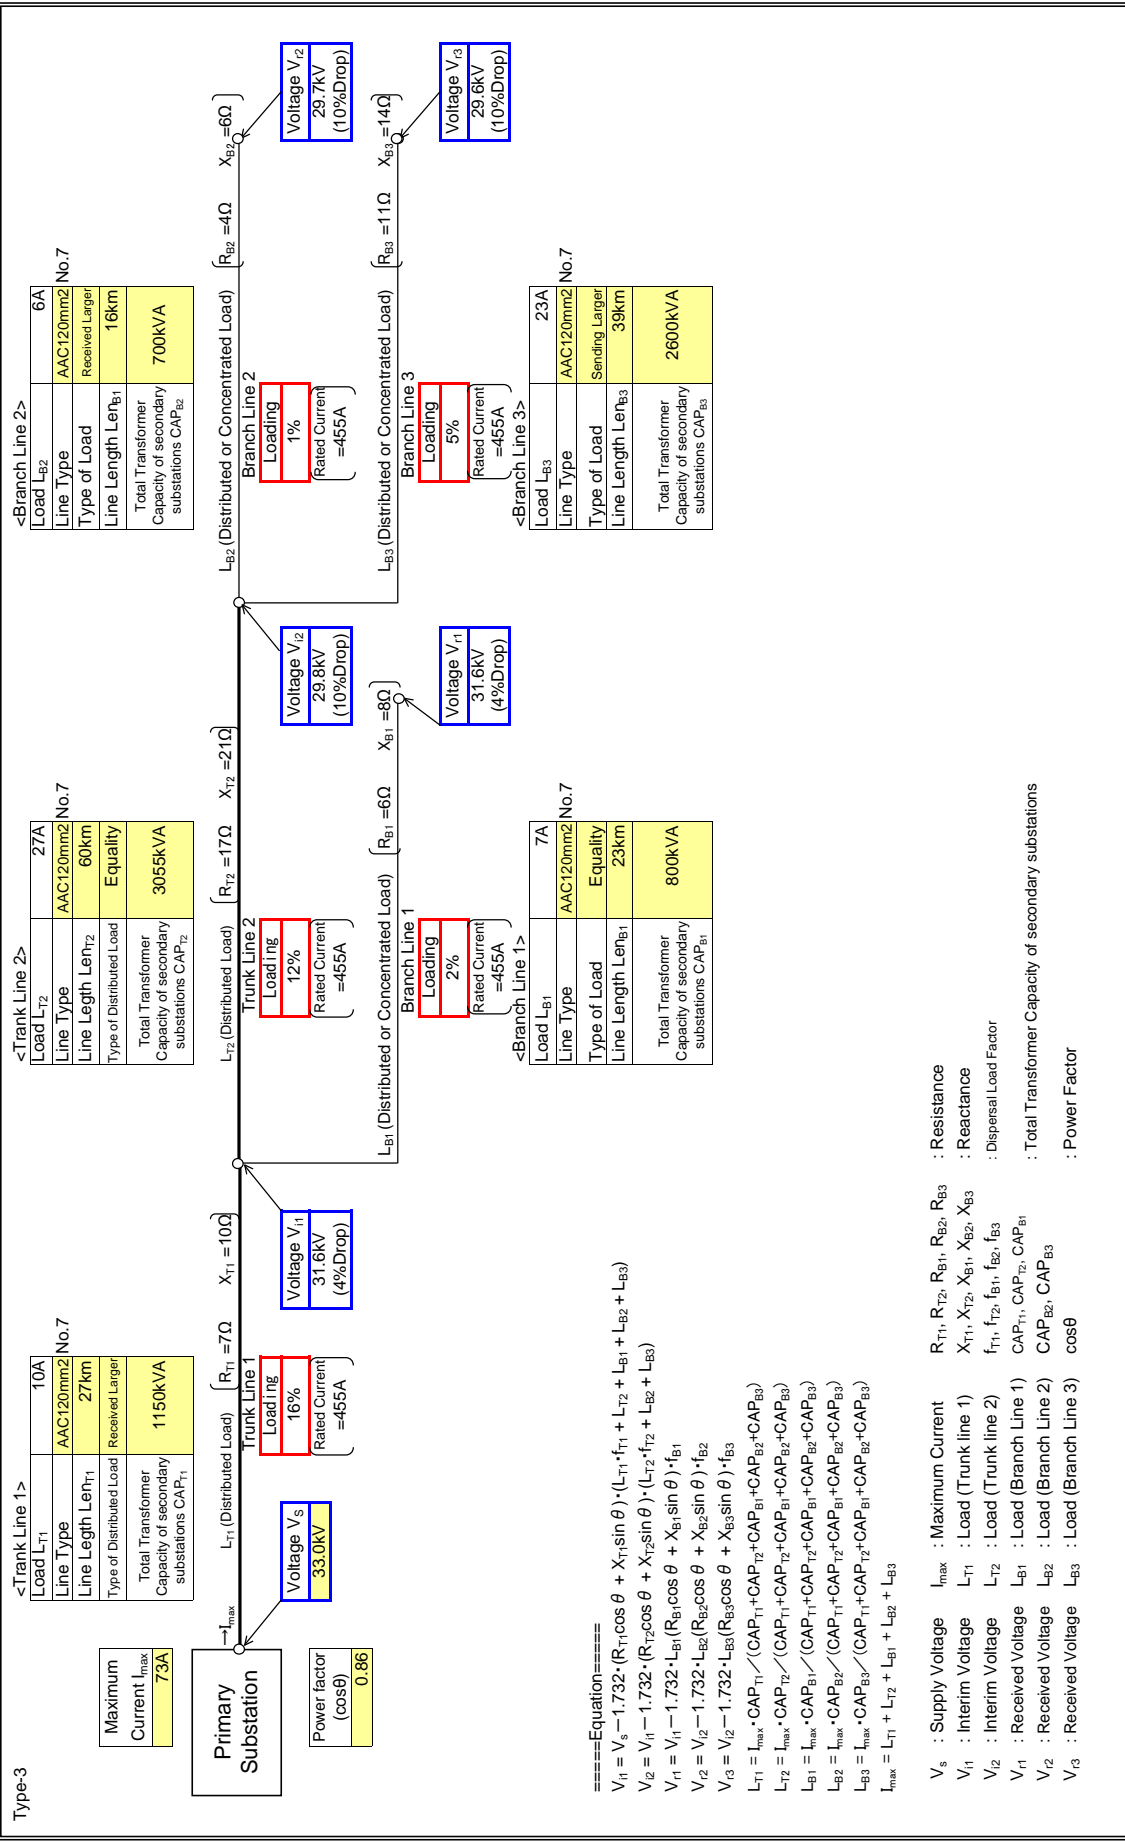 Type-3
Maximum
Current Imax
73A
Primary
Substation
Power factor
(cosθ)
0.86
→Imax
Voltage VS
33.0kV
<Trank Line 1>
Load LT1 10A
Line Type AAC120mm2 No.7
Line Legth LenT1 27km
Type of Distributed Load Received Larger
Total Transformer
Capacity of secondary
substations CAPT1
1150kVA
LT1 (Distributed Load)
RT1 =7Ω XT1 =10Ω
Trunk Line 1
Loading
16%
Rated Current
=455A
Voltage Vi1
31.6kV
(4%Drop)
<Trank Line 2>
Load LT2 27A
Line Type AAC120mm2 No.7
Line Legth LenT2 60km
Type of Distributed Load Equality
Total Transformer
Capacity of secondary
substations CAPT2
3055kVA
LT2 (Distributed Load)
RT2 =17Ω XT2 =21Ω
Trunk Line 2
Loading
12%
Rated Current
=455A
Voltage Vi2
29.8kV
(10%Drop)
LB1 (Distributed or Concentrated Load)
RB1 =6Ω XB1 =8Ω
Branch Line 1
Loading
2%
Rated Current
=455A
Voltage Vr1
31.6kV
(4%Drop)
<Branch Line 1>
Load LB1 7A
Line Type AAC120mm2 No.7
Type of Load Equality
Line Length LenB1 23km
Total Transformer
Capacity of secondary
substations CAPB1
800kVA
<Branch Line 2>
Load LB2 6A
Line Type AAC120mm2 No.7
Type of Load Received Larger
Line Length LenB1 16km
Total Transformer
Capacity of secondary
substations CAPB2
700kVA
LB2 (Distributed or Concentrated Load)
RB2 =4Ω XB2 =6Ω
Branch Line 2
Loading
1%
Rated Current
=455A
Voltage Vr2
29.7kV
(10%Drop)
LB3 (Distributed or Concentrated Load)
RB3 =11Ω XB3 =14Ω
Branch Line 3
Loading
5%
Rated Current
=455A
Voltage Vr3
29.6kV
(10%Drop)
<Branch Line 3>
Load LB3 23A
Line Type AAC120mm2 No.7
Type of Load Sending Larger
Line Length LenB3 39km
Total Transformer
Capacity of secondary
substations CAPB3
2600kVA
=====Equation=====
Vi1 = Vs－1.732･(RT1cos θ + XT1sin θ)･(LT1･fT1 + LT2 + LB1 + LB2 + LB3)
Vi2 = Vi1－1.732･(RT2cos θ + XT2sin θ)･(LT2･fT2 + LB2 + LB3)
Vr1 = Vi1－1.732･LB1(RB1cos θ + XB1sin θ)･fB1
Vr2 = Vi2－1.732･LB2(RB2cos θ + XB2sin θ)･fB2
Vr3 = Vi2－1.732･LB3(RB3cos θ + XB3sin θ)･fB3
LT1 = Imax･CAPT1／(CAPT1+CAPT2+CAPB1+CAPB2+CAPB3)
LT2 = Imax･CAPT2／(CAPT1+CAPT2+CAPB1+CAPB2+CAPB3)
LB1 = Imax･CAPB1／(CAPT1+CAPT2+CAPB1+CAPB2+CAPB3)
LB2 = Imax･CAPB2／(CAPT1+CAPT2+CAPB1+CAPB2+CAPB3)
LB3 = Imax･CAPB3／(CAPT1+CAPT2+CAPB1+CAPB2+CAPB3)
Imax = LT1 + LT2 + LB1 + LB2 + LB3
Vs : Supply Voltage Imax : Maximum Current RT1, RT2, RB1, RB2, RB3 : Resistance
Vi1 : Interim Voltage LT1 : Load (Trunk line 1) XT1, XT2, XB1, XB2, XB3 : Reactance
Vi2 : Interim Voltage LT2 : Load (Trunk line 2) fT1, fT2, fB1, fB2, fB3 : Dispersal Load Factor
Vr1 : Received Voltage LB1 : Load (Branch Line 1) CAPT1, CAPT2, CAPB1 : Total Transformer Capacity of secondary substations
Vr2 : Received Voltage LB2 : Load (Branch Line 2) CAPB2, CAPB3
Vr3 : Received Voltage LB3 : Load (Branch Line 3) cosθ : Power Factor